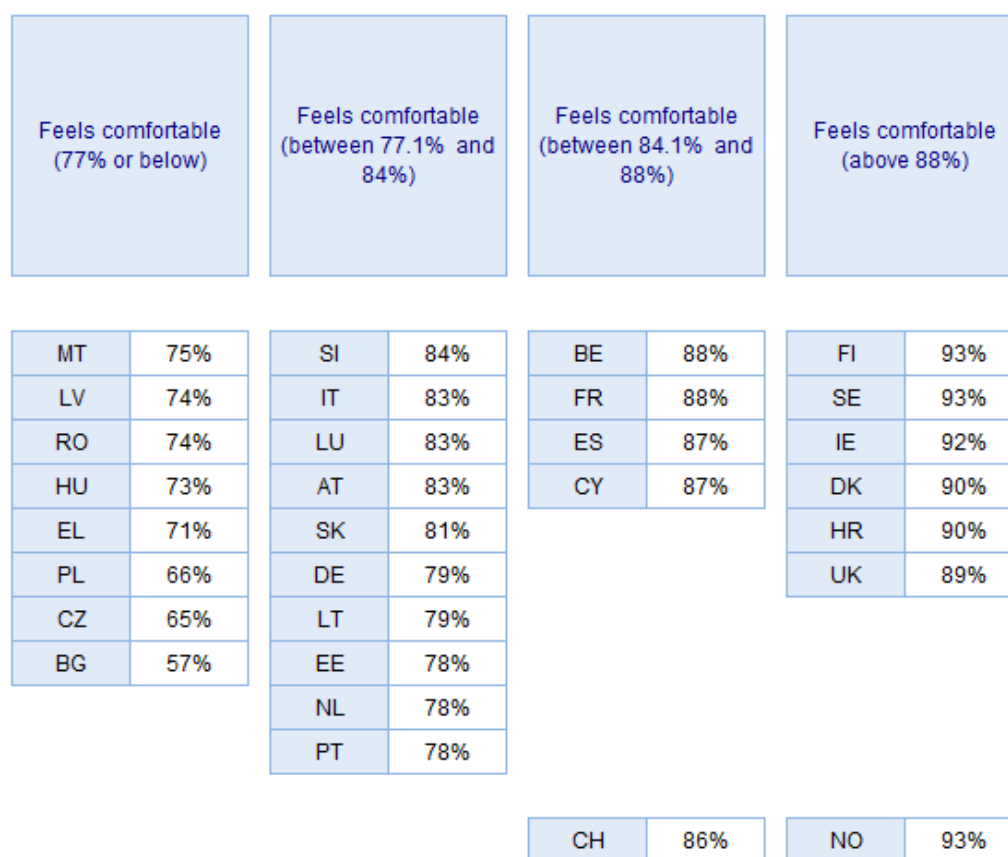 Feels comfortable
(77% or below)
Feels comfortable
(between 77.1% and
84%)
Feels comfortable
(between 84.1% and
88%)
Feels comfortable
(above 88%)
MT 75% SI 84% BE 88% FI 93%
LV 74% IT 83% FR 88% SE 93%
RO 74% LU 83% ES 87% IE 92%
HU 73% AT 83% CY 87% DK 90%
EL 71% SK 81% HR 90%
PL 66% DE 79% UK 89%
CZ 65% LT 79%
BG 57% EE 78%
NL 78%
PT 78%
CH 86% NO 93%